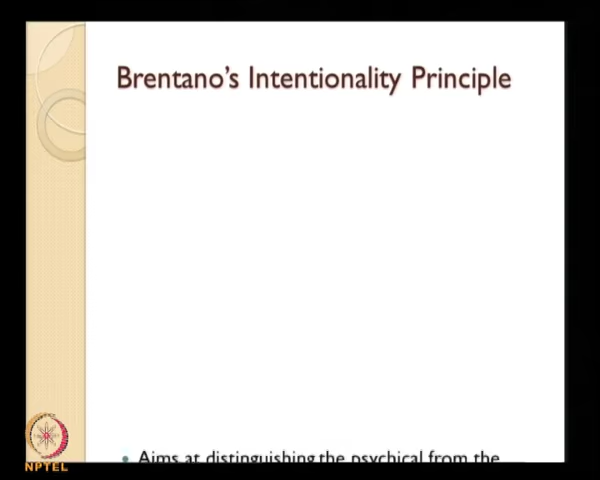 Brentano's Intentionality Principle
Aims at distinguishing the psychical from the
NPTEL